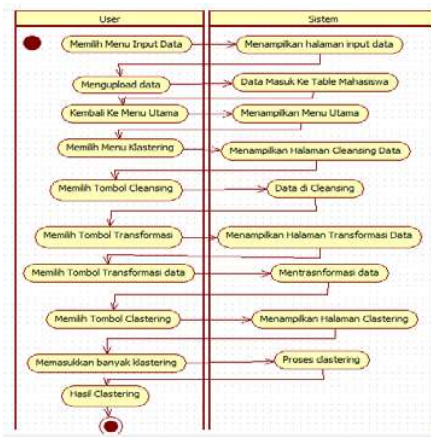 User
Sistem
Memilih Menu Input Data
Menampilkan halaman input data
Mengupload data
Data Masuk Ke Table Mahasiswa
Kembali Ke Menu Utama
Menampilkan Menu Utama
Memilih Menu Klastering
Menampilkan Halaman Cleansing Data
Memilih Tombol Cleansing
Data di Cleansing
Memilih Tombol Transformasi
Menampilkan Halaman Transformasi Data
Memilih Tombol Transformasi data
Mentrasnformasi data
Memilih Tombol Clastering
Menampilkan Halaman Clastering
Memasukkan banyak klastering
Proses clastering
Hasil Clastering